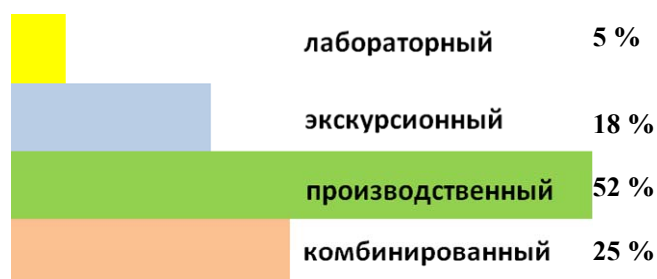 лабораторный 5 %
экскурсионный 18 %
производственный 52 %
комбинированный 25 %